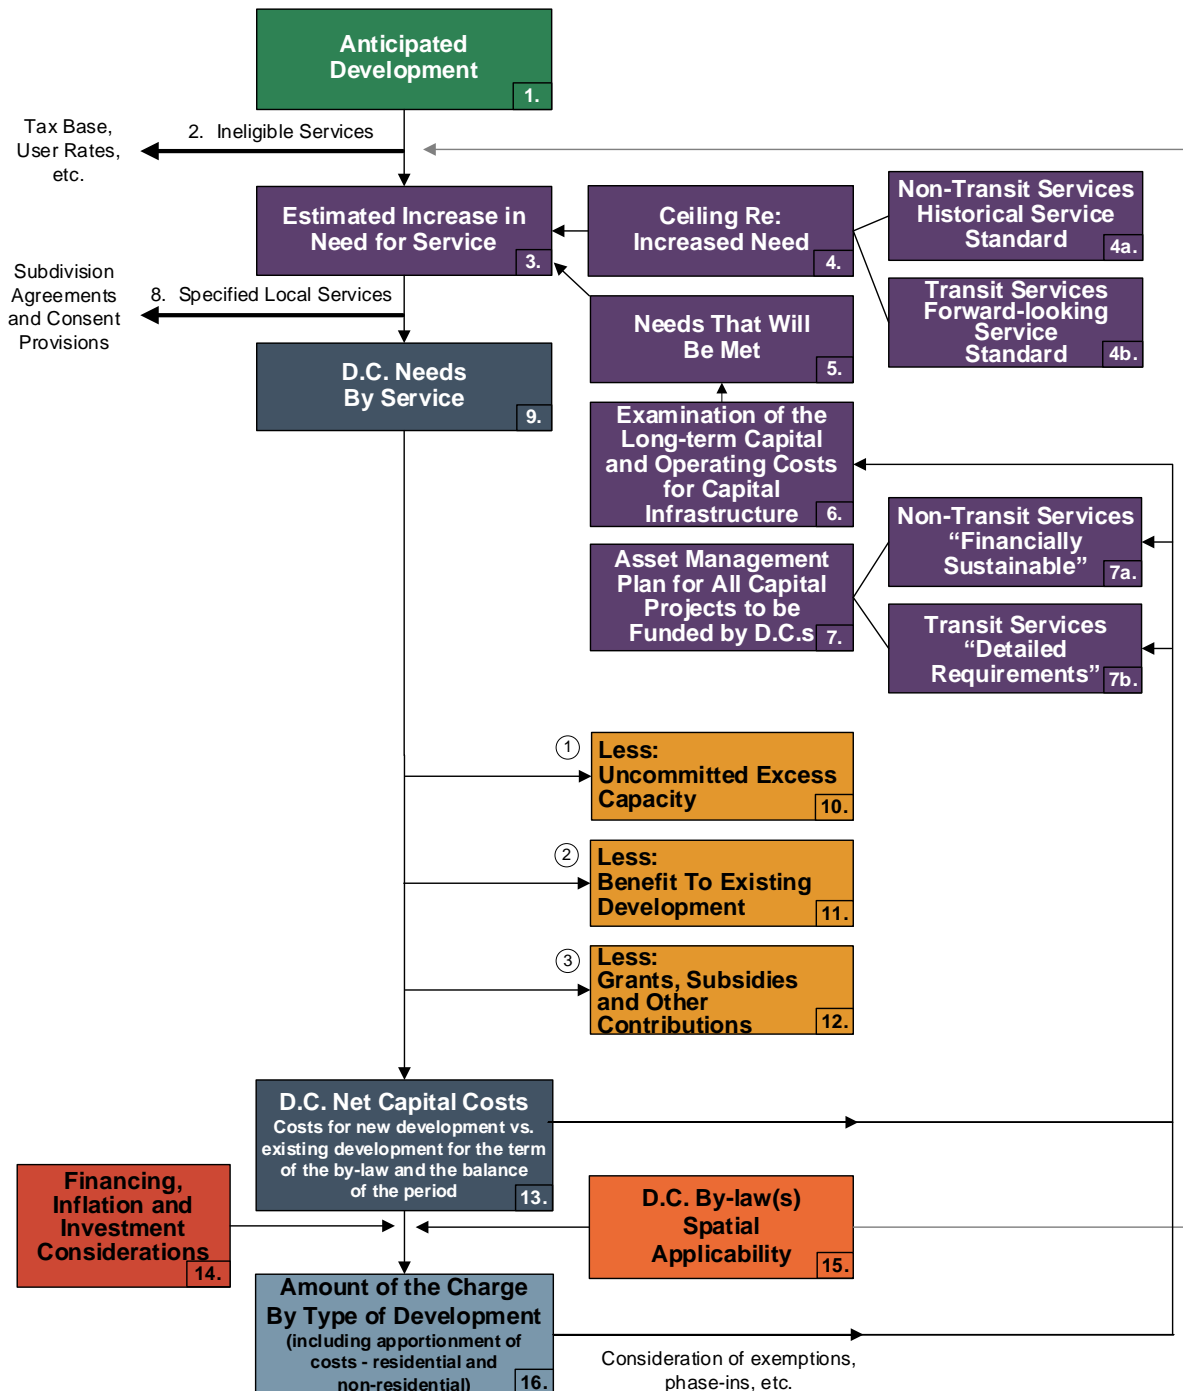 Anticipated
Development
1.
Tax Base,
User Rates,
etc.
2. Ineligible Services
Estimated Increase in
Need for Service
3.
Ceiling Re:
Increased Need
4.
Non-Transit Services
Historical Service
Standard
4a.
Transit Services
Forward-looking
Service
Standard
4b.
Subdivision
Agreements
and Consent
Provisions
8. Specified Local Services
Needs That Will
Be Met
5.
D.C. Needs
By Service
9.
Examination of the
Long-term Capital
and Operating Costs
for Capital
Infrastructure
6.
Non-Transit Services
“Financially
Sustainable”
7a.
Asset Management
Plan for All Capital
Projects to be
Funded by D.C.s
7.
Transit Services
“Detailed
Requirements”
7b.
1
Less:
Uncommitted Excess
Capacity
10.
2
Less:
Benefit To Existing
Development
11.
3
Less:
Grants, Subsidies
and Other
Contributions
12.
D.C. Net Capital Costs
Costs for new development vs.
existing development for the term
of the by-law and the balance
of the period
13.
Financing,
Inflation and
Investment
Considerations
14.
D.C. By-law(s)
Spatial
Applicability
15.
Amount of the Charge
By Type of Development
(including apportionment of
costs - residential and
non-residential)
16.
Consideration of exemptions,
phase-ins, etc.